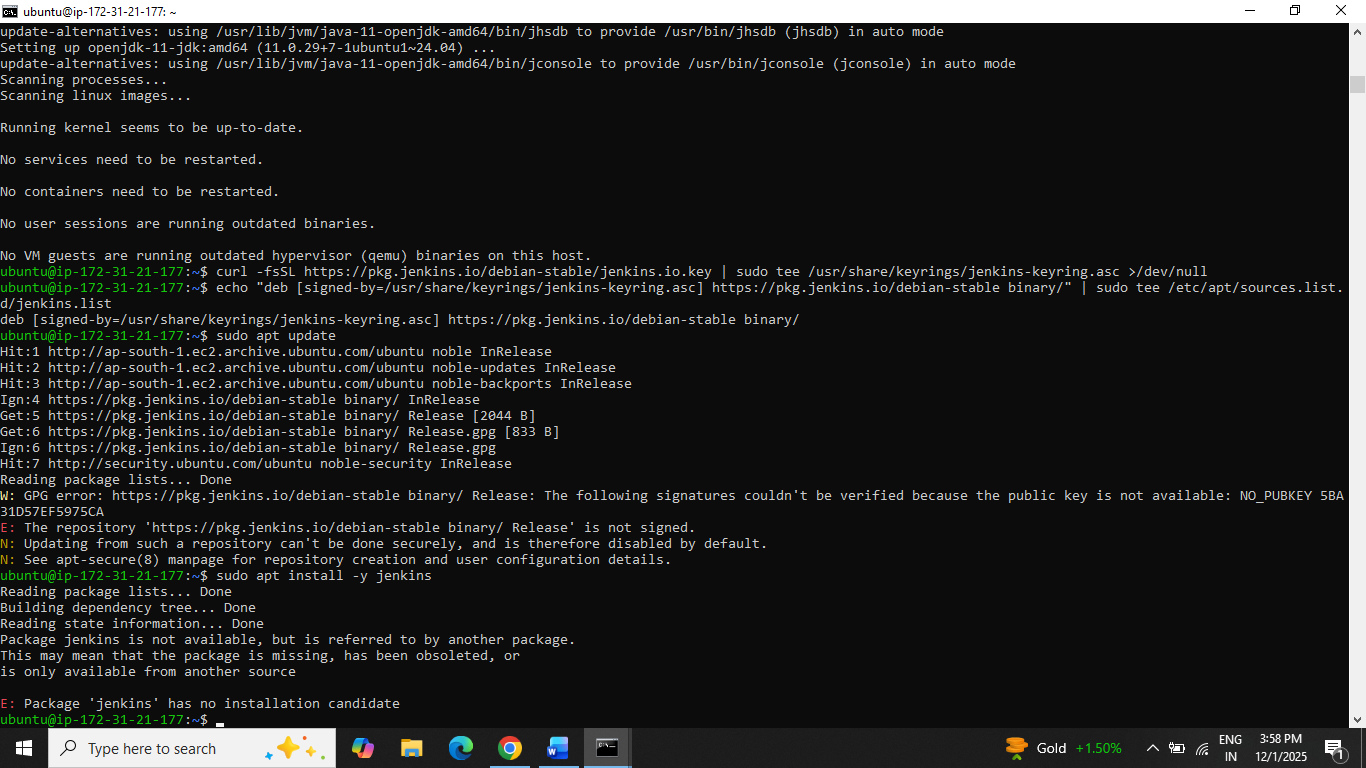 ubuntu@ip-172-31-21-177: ~
update-alternatives: using /usr/lib/jvm/java-11-openjdk-amd64/bin/jhsdb to provide /usr/bin/jhsdb (jhsdb) in auto mode
Setting up openjdk-11-jdk:amd64 (11.0.29+7-1ubuntu1~24.04) ...
update-alternatives: using /usr/lib/jvm/java-11-openjdk-amd64/bin/jconsole to provide /usr/bin/jconsole (jconsole) in auto mode
Scanning processes...
Scanning linux images...
Running kernel seems to be up-to-date.
No services need to be restarted.
No containers need to be restarted.
No user sessions are running outdated binaries.
No VM guests are running outdated hypervisor (qemu) binaries on this host.
ubuntu@ip-172-31-21-177:~$ curl -fsSL https://pkg.jenkins.io/debian-stable/jenkins.io.key | sudo tee /usr/share/keyrings/jenkins-keyring.asc >/dev/null
ubuntu@ip-172-31-21-177:~$ echo "deb [signed-by=/usr/share/keyrings/jenkins-keyring.asc] https://pkg.jenkins.io/debian-stable binary/" | sudo tee /etc/apt/sources.list.
d/jenkins.list
deb [signed-by=/usr/share/keyrings/jenkins-keyring.asc] https://pkg.jenkins.io/debian-stable binary/
ubuntu@ip-172-31-21-177:~$ sudo apt update
Hit:1 http://ap-south-1.ec2.archive.ubuntu.com/ubuntu noble InRelease
Hit:2 http://ap-south-1.ec2.archive.ubuntu.com/ubuntu noble-updates InRelease
Hit:3 http://ap-south-1.ec2.archive.ubuntu.com/ubuntu noble-backports InRelease
Ign:4 https://pkg.jenkins.io/debian-stable binary/ InRelease
Get:5 https://pkg.jenkins.io/debian-stable binary/ Release [2044 B]
Get:6 https://pkg.jenkins.io/debian-stable binary/ Release.gpg [833 B]
Ign:6 https://pkg.jenkins.io/debian-stable binary/ Release.gpg
Hit:7 http://security.ubuntu.com/ubuntu noble-security InRelease
Reading package lists... Done
W: GPG error: https://pkg.jenkins.io/debian-stable binary/ Release: The following signatures couldn't be verified because the public key is not available: NO_PUBKEY 5BA
31D57EF5975CA
E: The repository 'https://pkg.jenkins.io/debian-stable binary/ Release' is not signed.
N: Updating from such a repository can't be done securely, and is therefore disabled by default.
N: See apt-secure(8) manpage for repository creation and user configuration details.
ubuntu@ip-172-31-21-177:~$ sudo apt install -y jenkins
Reading package lists... Done
Building dependency tree... Done
Reading state information... Done
Package jenkins is not available, but is referred to by another package.
This may mean that the package is missing, has been obsoleted, or
is only available from another source
E: Package 'jenkins' has no installation candidate
ubuntu@ip-172-31-21-177:~$
Type here to search
Gold +1.50%
ENG
IN
3:58 PM
12/1/2025
1